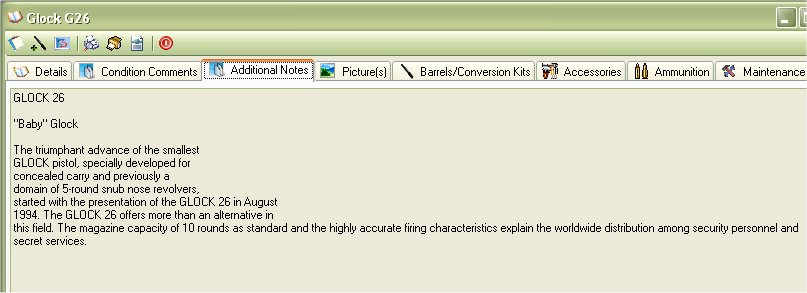 Glock G26
Details
Condition Comments
Additional Notes
Picture(s)
Barrels/Conversion Kits
Accessories
Ammunition
Maintenance
GLOCK 26
"Baby" Glock
The triumphant advance of the smallest
GLOCK pistol, specially developed for
concealed carry and previously a
domain of 5-round snub nose revolvers,
started with the presentation of the GLOCK 26 in August
1994. The GLOCK 26 offers more than an alternative in
this field. The magazine capacity of 10 rounds as standard and the highly accurate firing characteristics explain the worldwide distribution among security personnel and
secret services.